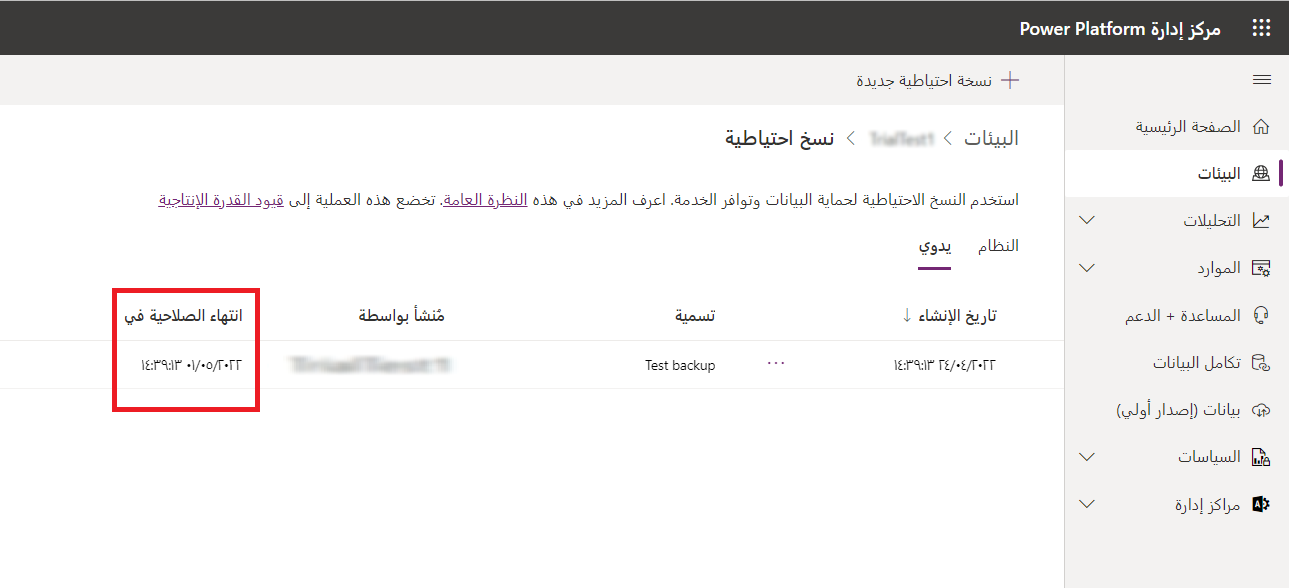 مركز إدارة Power Platform
الصفحة الرئيسية
البيئات
التحليلات
الموارد
المساعدة + الدعم
تكامل البيانات
بيانات (إصدار أولي)
السياسات
مراكز إدارة
نسخة احتياطية جديدة
البيئات
نسخ احتياطية
استخدم النسخ الاحتياطية لحماية البيانات وتوافر الخدمة. اعرف المزيد في هذه النظرة العامة. تخضع هذه العملية إلى قيود القدرة الإنتاجية
النظام يدوي
تاريخ الإنشاء ↓ تسمية مُنشأ بواسطة انتهاء الصلاحية في
٢٤/٠٤/٢٠٢٢ ١٤:٣٩:١٣ ··· Test backup ٠١/٠٥/٢٠٢٢ ١٤:٣٩:١٣